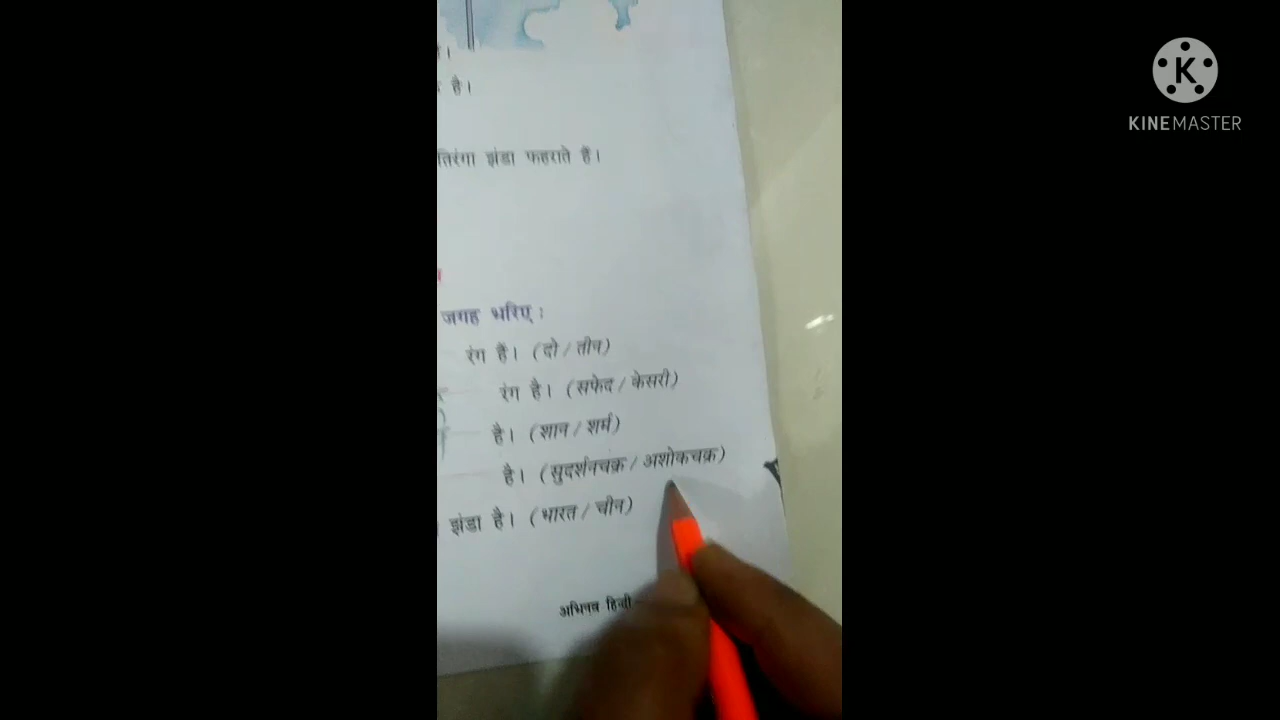 है।
तिरंगा झंडा फहराते हैं।
जगह भरिए :
रंग हैं। (दो / तीन)
रंग है। (सफेद / केसरी)
है। (शान / शर्म)
है। (सुदर्शनचक्र / अशोकचक्र)
झंडा है। (भारत / चीन)
अभिनव हिन्दी
K
KINEMASTER